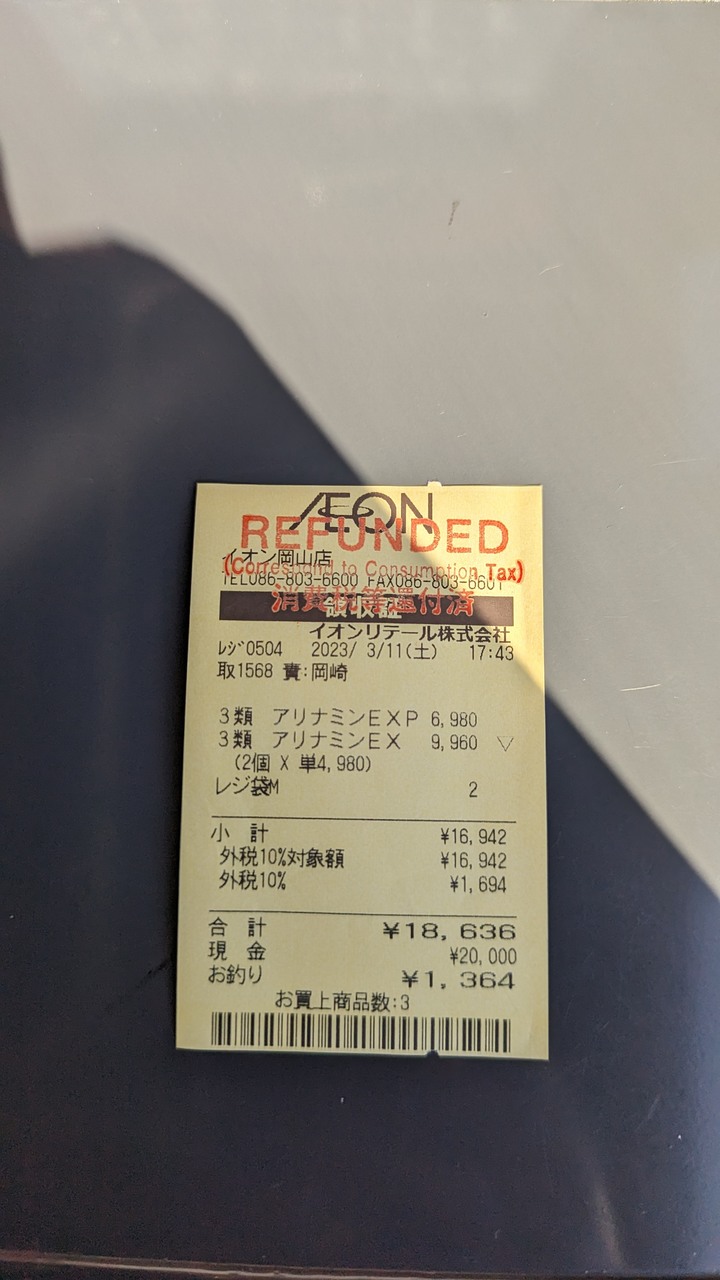 ÆON
REFUNDED
イオン岡山店
(Correspond to Consumption Tax)
TEL086-803-6600 FAX086-803-6601
消費税等還付済
領収証
イオンリテール株式会社
ﾚｼﾞ0504 2023/ 3/11(土) 17:43
取1568 責:岡崎
3類 アリナミンEXP 6,980
3類 アリナミンEX 9,960 ▽
(2個 X 単4,980)
レジ袋M 2
小 計 ¥16,942
外税10%対象額 ¥16,942
外税10% ¥1,694
合 計 ¥18,636
現 金 ¥20,000
お釣り ¥1,364
お買上商品数:3